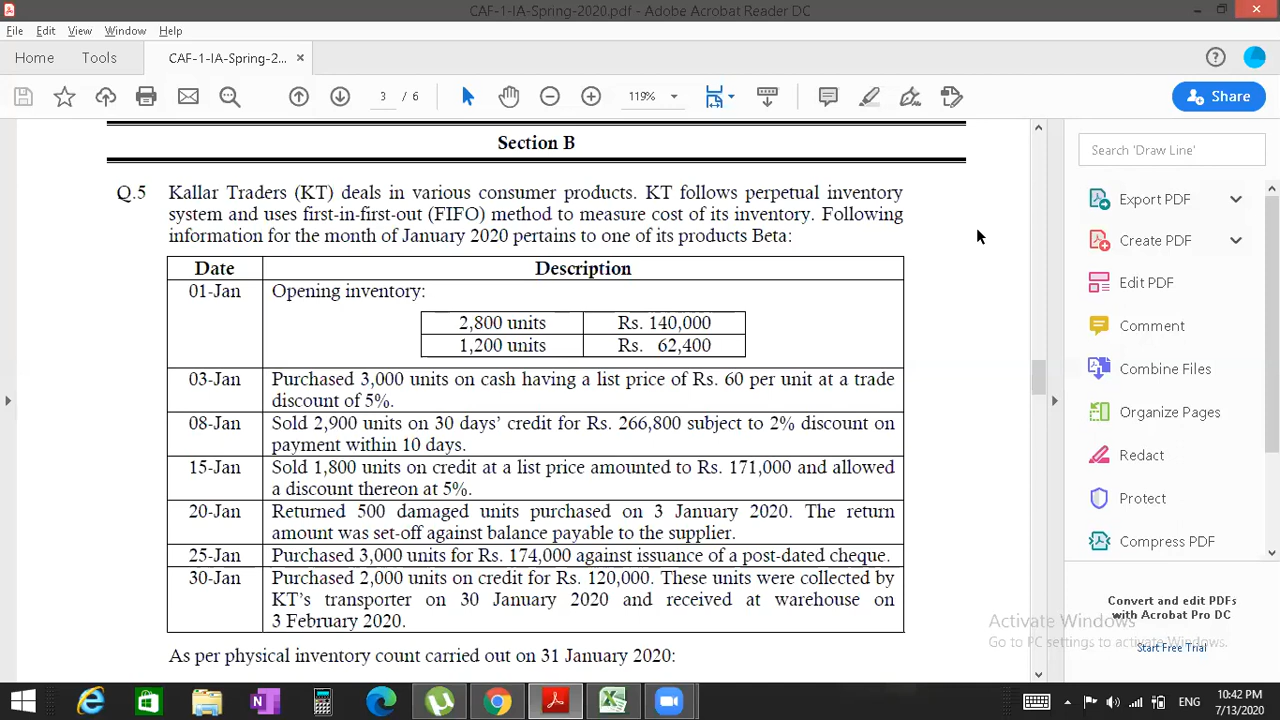 CAF-1-IA-Spring-2020.pdf - Adobe Acrobat Reader DC
File Edit View Window Help
Home Tools CAF-1-IA-Spring-2... ×
3 / 6 119% Share
Section B
Q.5 Kallar Traders (KT) deals in various consumer products. KT follows perpetual inventory
system and uses first-in-first-out (FIFO) method to measure cost of its inventory. Following
information for the month of January 2020 pertains to one of its products Beta:
Date Description
01-Jan Opening inventory:
2,800 units Rs. 140,000
1,200 units Rs. 62,400
03-Jan Purchased 3,000 units on cash having a list price of Rs. 60 per unit at a trade
discount of 5%.
08-Jan Sold 2,900 units on 30 days' credit for Rs. 266,800 subject to 2% discount on
payment within 10 days.
15-Jan Sold 1,800 units on credit at a list price amounted to Rs. 171,000 and allowed
a discount thereon at 5%.
20-Jan Returned 500 damaged units purchased on 3 January 2020. The return
amount was set-off against balance payable to the supplier.
25-Jan Purchased 3,000 units for Rs. 174,000 against issuance of a post-dated cheque.
30-Jan Purchased 2,000 units on credit for Rs. 120,000. These units were collected by
KT's transporter on 30 January 2020 and received at warehouse on
3 February 2020.
As per physical inventory count carried out on 31 January 2020:
Search 'Draw Line'
Export PDF
Create PDF
Edit PDF
Comment
Combine Files
Organize Pages
Redact
Protect
Compress PDF
Convert and edit PDFs
with Acrobat Pro DC
Start Free Trial
Activate Windows
Go to PC settings to activate Windows.
ENG
10:42 PM
7/13/2020